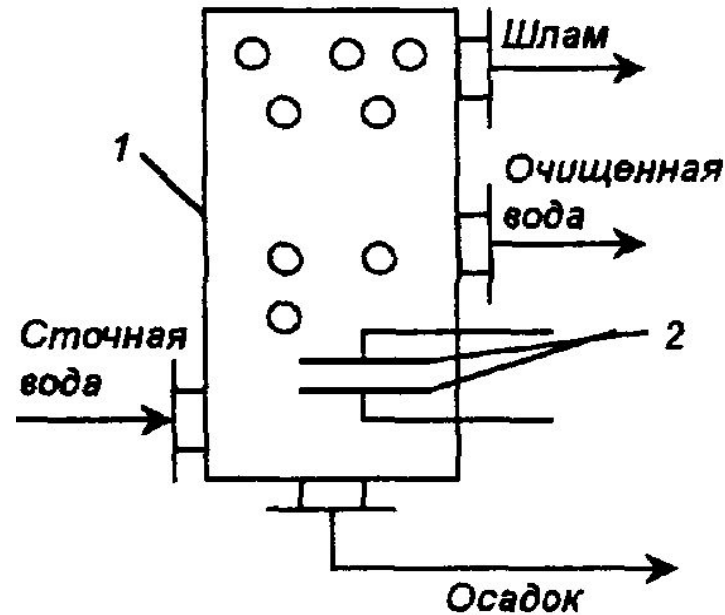 Шлам
1
Очищенная
вода
Сточная
вода
2
Осадок